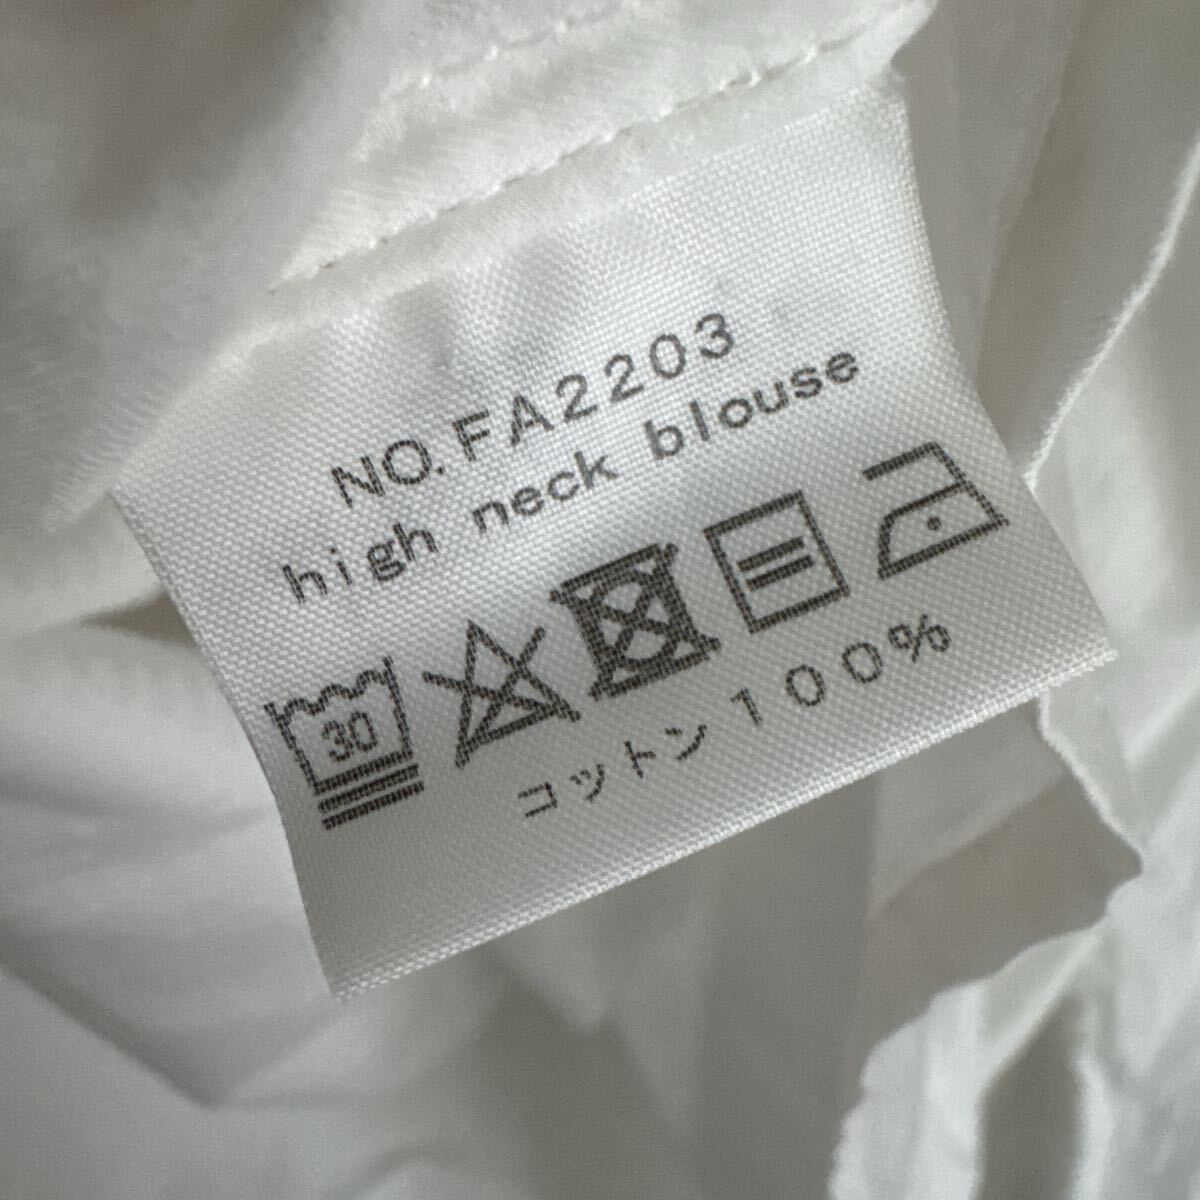 NO.FA2203
high neck blouse
30
コットン100%